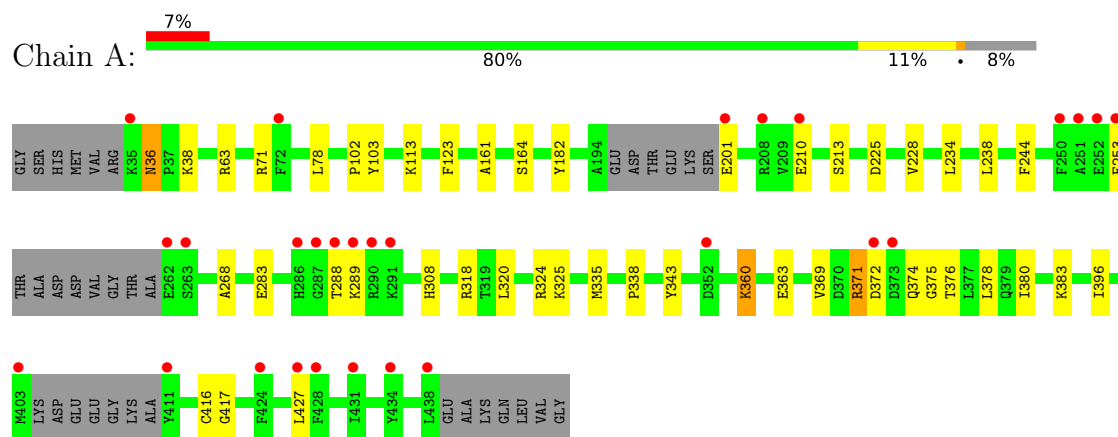 7%
Chain A:
80% 11% • 8%
GLY SER HIS MET VAL ARG K35 N36 P37 K38 R63 R71 F72 L78 P102 Y103 K113 F123 A161 S164 Y182 A194 GLU ASP THR GLU LYS SER E201 R208 V209 E210 S213 D225 V228 L234 L238 F244 F250 A251 E252 E253
THR ALA ASP ASP VAL GLY THR ALA E262 S263 A268 E283 H286 G287 T288 K289 R290 K291 H308 R318 T319 L320 R324 K325 M335 P338 Y343 D352 K360 E363 V369 D370 R371 D372 D373 Q374 G375 T376 L377 L378 Q379 I380 K383 I396
M403 LYS ASP GLU GLU GLY LYS ALA Y411 C416 G417 F424 L427 F428 I431 Y434 L438 GLU ALA LYS GLN LEU VAL GLY